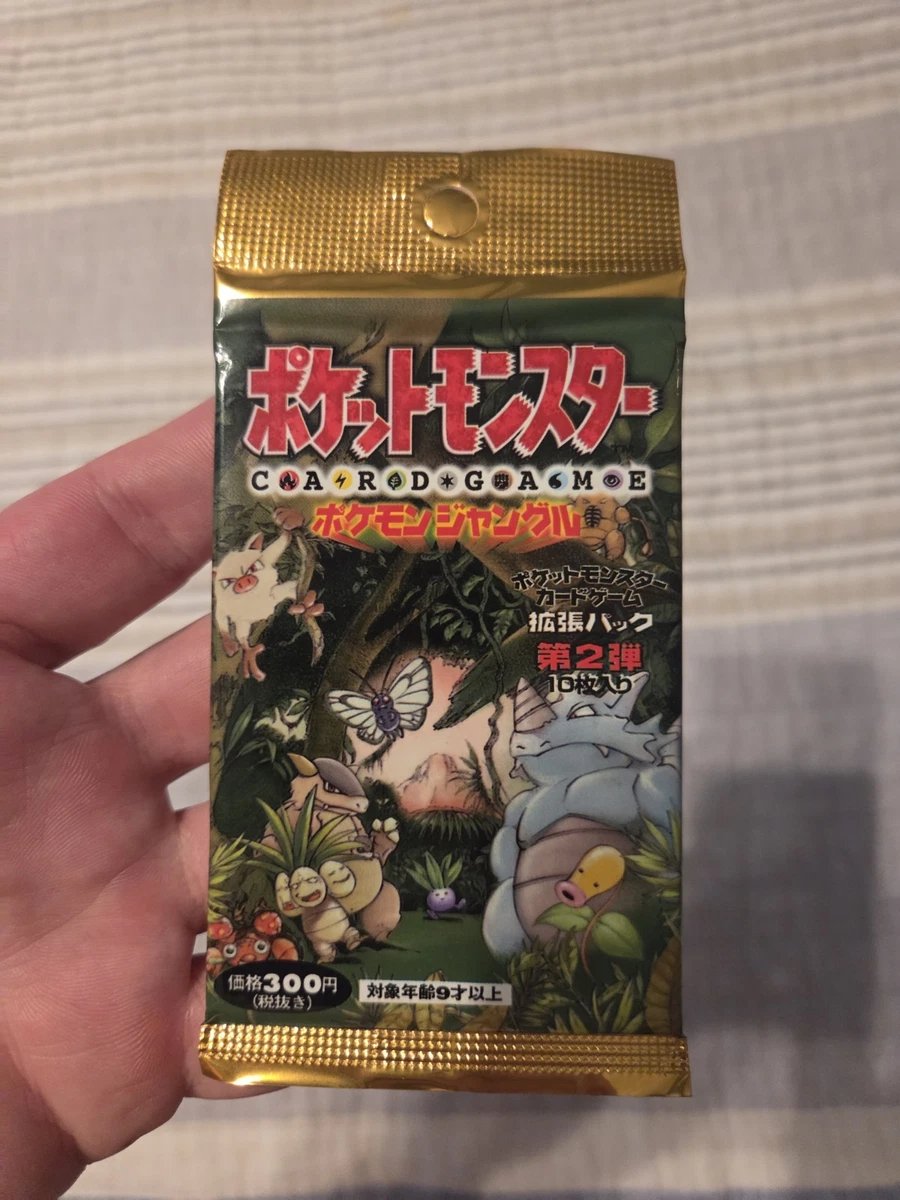 ポケットモンスター
CARD GAME
ポケモンジャングル
ポケットモンスター
カードゲーム
拡張パック
第2弾
10枚入り
価格300円
(税抜き)
対象年齢9才以上